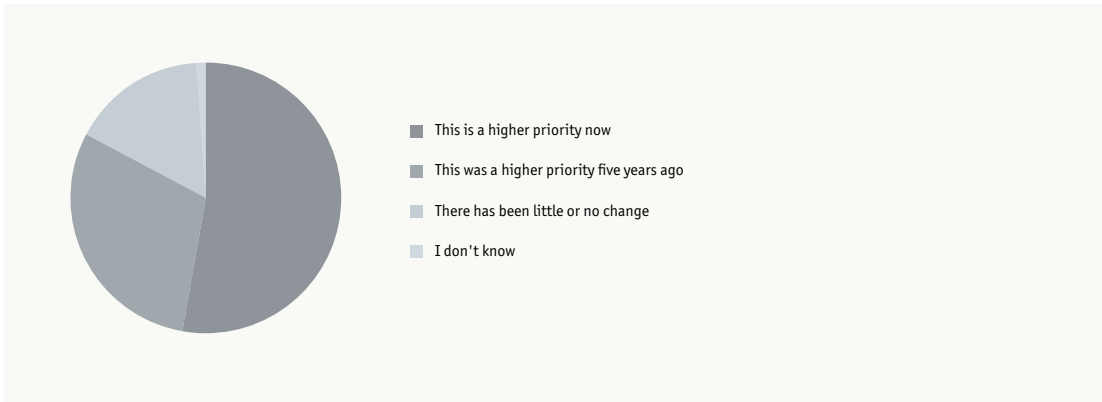 This is a higher priority now
This was a higher priority five years ago
There has been little or no change
I don't know